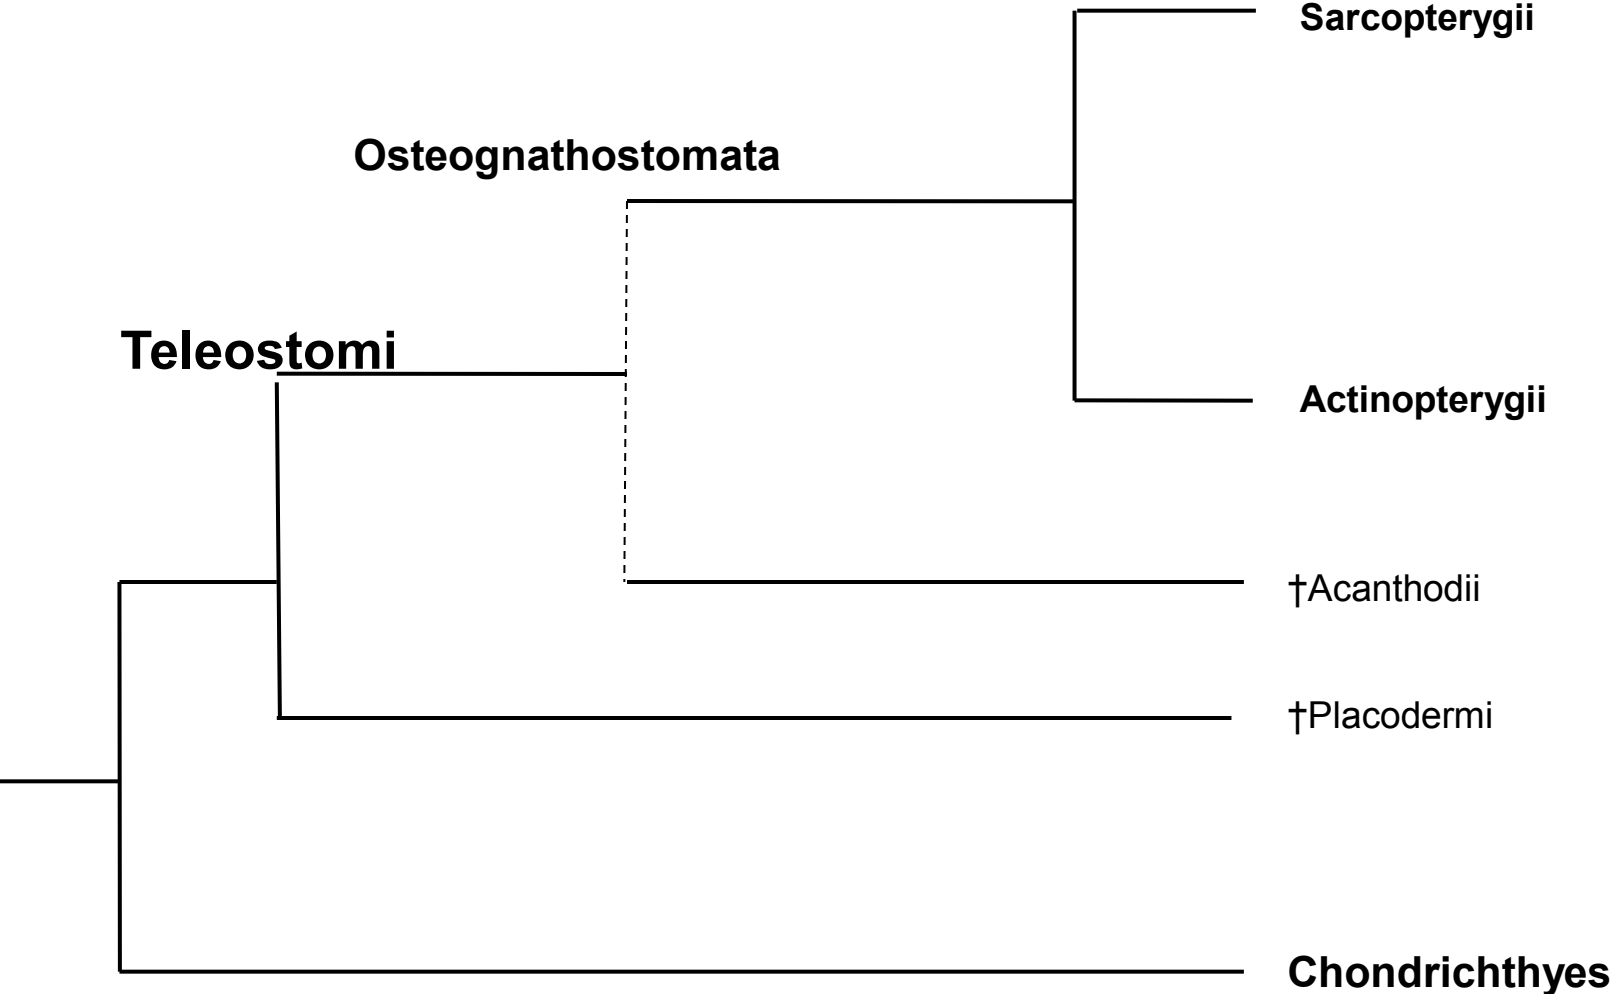 Sarcopterygii
Osteognathostomata
Teleostomi
Actinopterygii
†Acanthodii
†Placodermi
Chondrichthyes